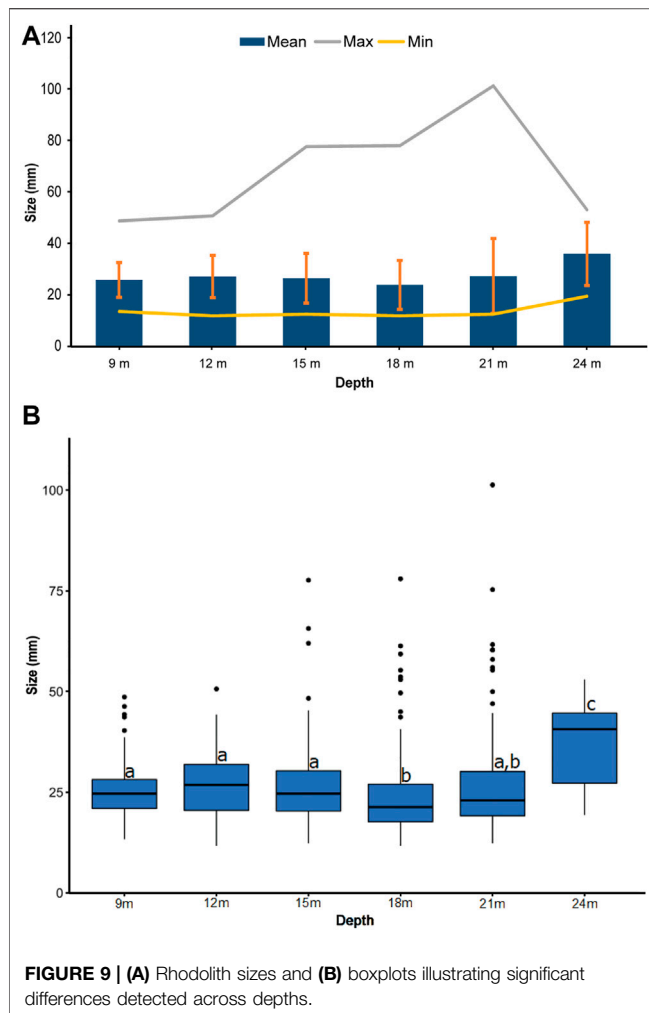 A
Mean Max Min
120
100
80
60
40
20
0
Size (mm)
9 m 12 m 15 m 18 m 21 m 24 m
Depth
B
100
75
50
25
0
Size (mm)
a a a b a,b c
9m 12m 15m 18m 21m 24m
Depth
FIGURE 9 | (A) Rhodolith sizes and (B) boxplots illustrating significant
differences detected across depths.